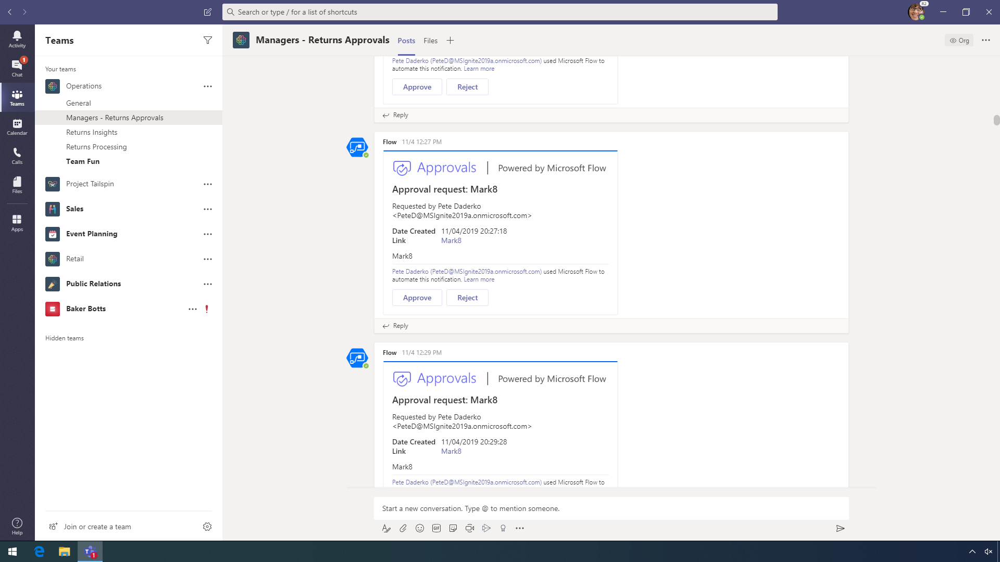 Search or type / for a list of shortcuts
R2
Activity
Chat
1
Teams
Calendar
Calls
Files
Apps
Help
Teams
Your teams
Operations
General
Managers - Returns Approvals
Returns Insights
Returns Processing
Team Fun
Project Tailspin
Sales
Event Planning
Retail
Public Relations
Baker Botts
Hidden teams
Join or create a team
Managers - Returns Approvals Posts Files
Org
Pete Daderko (PeteD@MSIgnite2019a.onmicrosoft.com) used Microsoft Flow to
automate this notification. Learn more
Approve Reject
Reply
Flow 11/4 12:27 PM
Approvals | Powered by Microsoft Flow
Approval request: Mark8
Requested by Pete Daderko
<PeteD@MSIgnite2019a.onmicrosoft.com>
Date Created 11/04/2019 20:27:18
Link Mark8
Mark8
Pete Daderko (PeteD@MSIgnite2019a.onmicrosoft.com) used Microsoft Flow to
automate this notification. Learn more
Approve Reject
Reply
Flow 11/4 12:29 PM
Approvals | Powered by Microsoft Flow
Approval request: Mark8
Requested by Pete Daderko
<PeteD@MSIgnite2019a.onmicrosoft.com>
Date Created 11/04/2019 20:29:28
Link Mark8
Mark8
Pete Daderko (PeteD@MSIgnite2019a.onmicrosoft.com) used Microsoft Flow to
Start a new conversation. Type @ to mention someone.
GIF
T
1